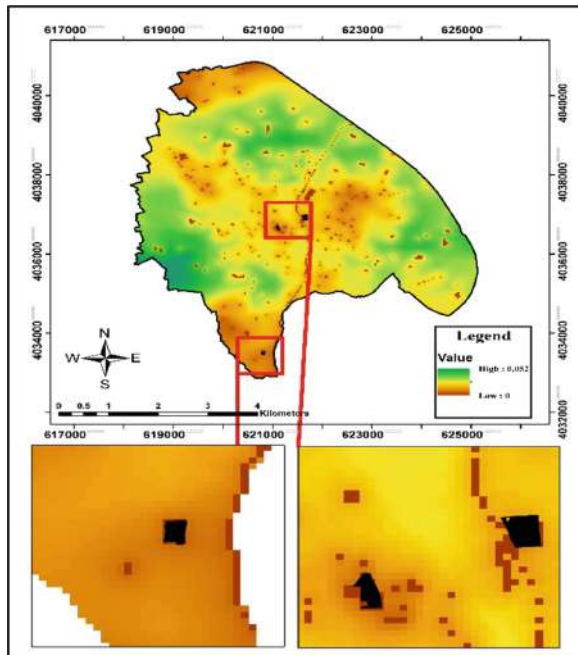 617000 619000 621000 623000 625000
4040000 4040000
4038000 4038000
4036000 4036000
4034000 4034000
4032000
N
W E
S
Legend
Value
High : 0,052
Low : 0
0 0.5 1 2 3 4
Kilometers
617000 619000 621000 623000 625000